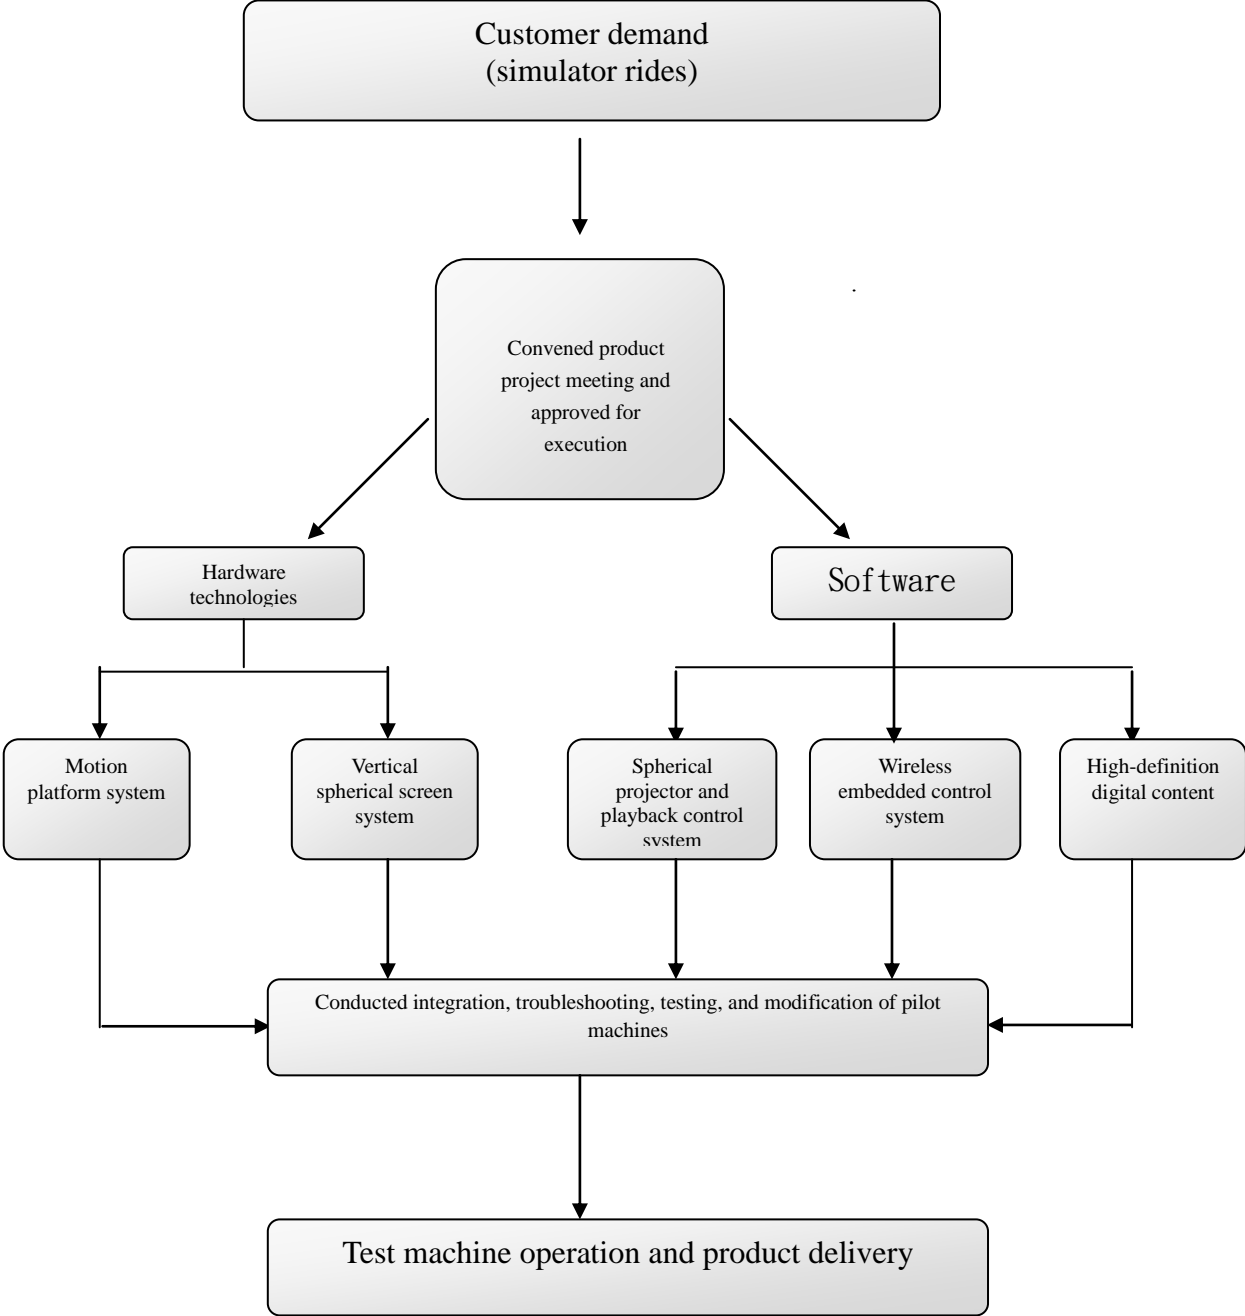 Customer demand
(simulator rides)
Convened product
project meeting and
approved for
execution
Hardware
technologies
Software
Motion
platform system
Vertical
spherical screen
system
Spherical
projector and
playback control
system
Wireless
embedded control
system
High-definition
digital content
Conducted integration, troubleshooting, testing, and modification of pilot
machines
Test machine operation and product delivery